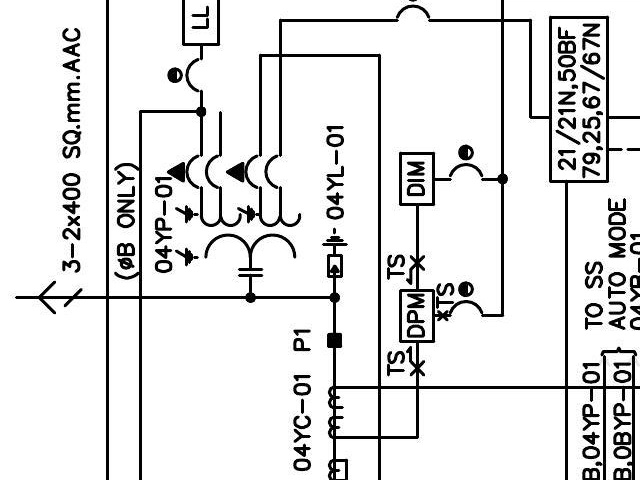 3-2x400 SQ.mm.AAC
(øB ONLY)
04YP-01
LL
04YL-01
04YC-01
P1
TS
TS
DIM
DPM
TS
21/21N,50BF
79,25,67/67N
TO SS
AUTO MODE
04YB-01
B,04YP-01
B,0BYP-01